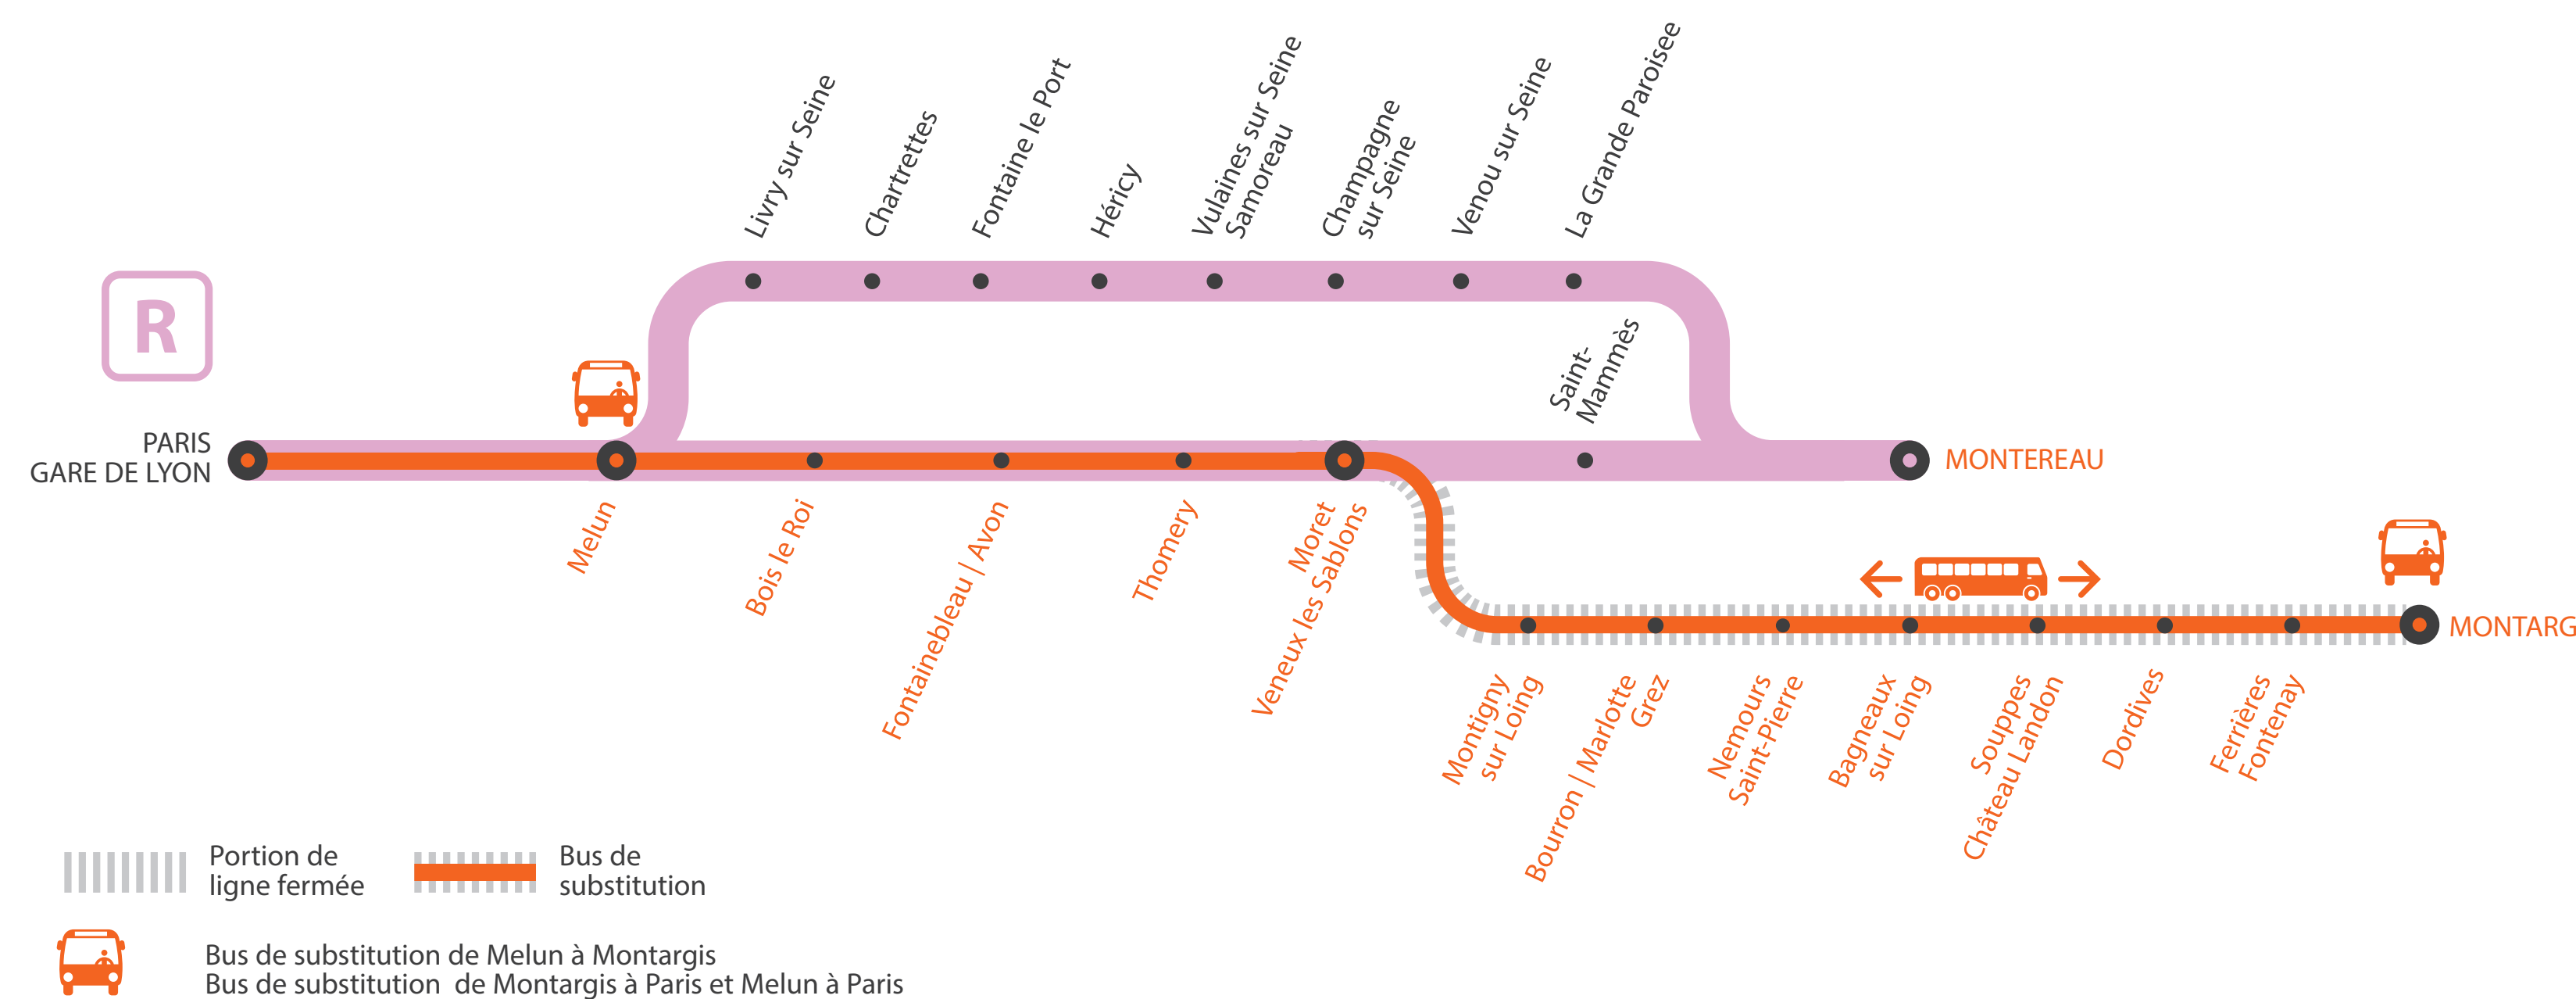 Livry sur Seine
Chartrettes
Fontaine le Port
Héricy
Vulaines sur Seine
Samoreau
Champagne
sur Seine
Venou sur Seine
La Grande Paroisee
R
Saint-
Mammès
PARIS
GARE DE LYON
MONTEREAU
Melun
Bois le Roi
Fontainebleau | Avon
Thomery
Moret
Veneux les Sablons
MONTARG
Montigny
sur Loing
Bourron | Marlotte
Grez
Nemours
Saint-Pierre
Bagneaux
sur Loing
Souppes
Château Landon
Dordives
Ferrières
Fontenay
Portion de
ligne fermée
Bus de
substitution
Bus de substitution de Melun à Montargis
Bus de substitution de Montargis à Paris et Melun à Paris